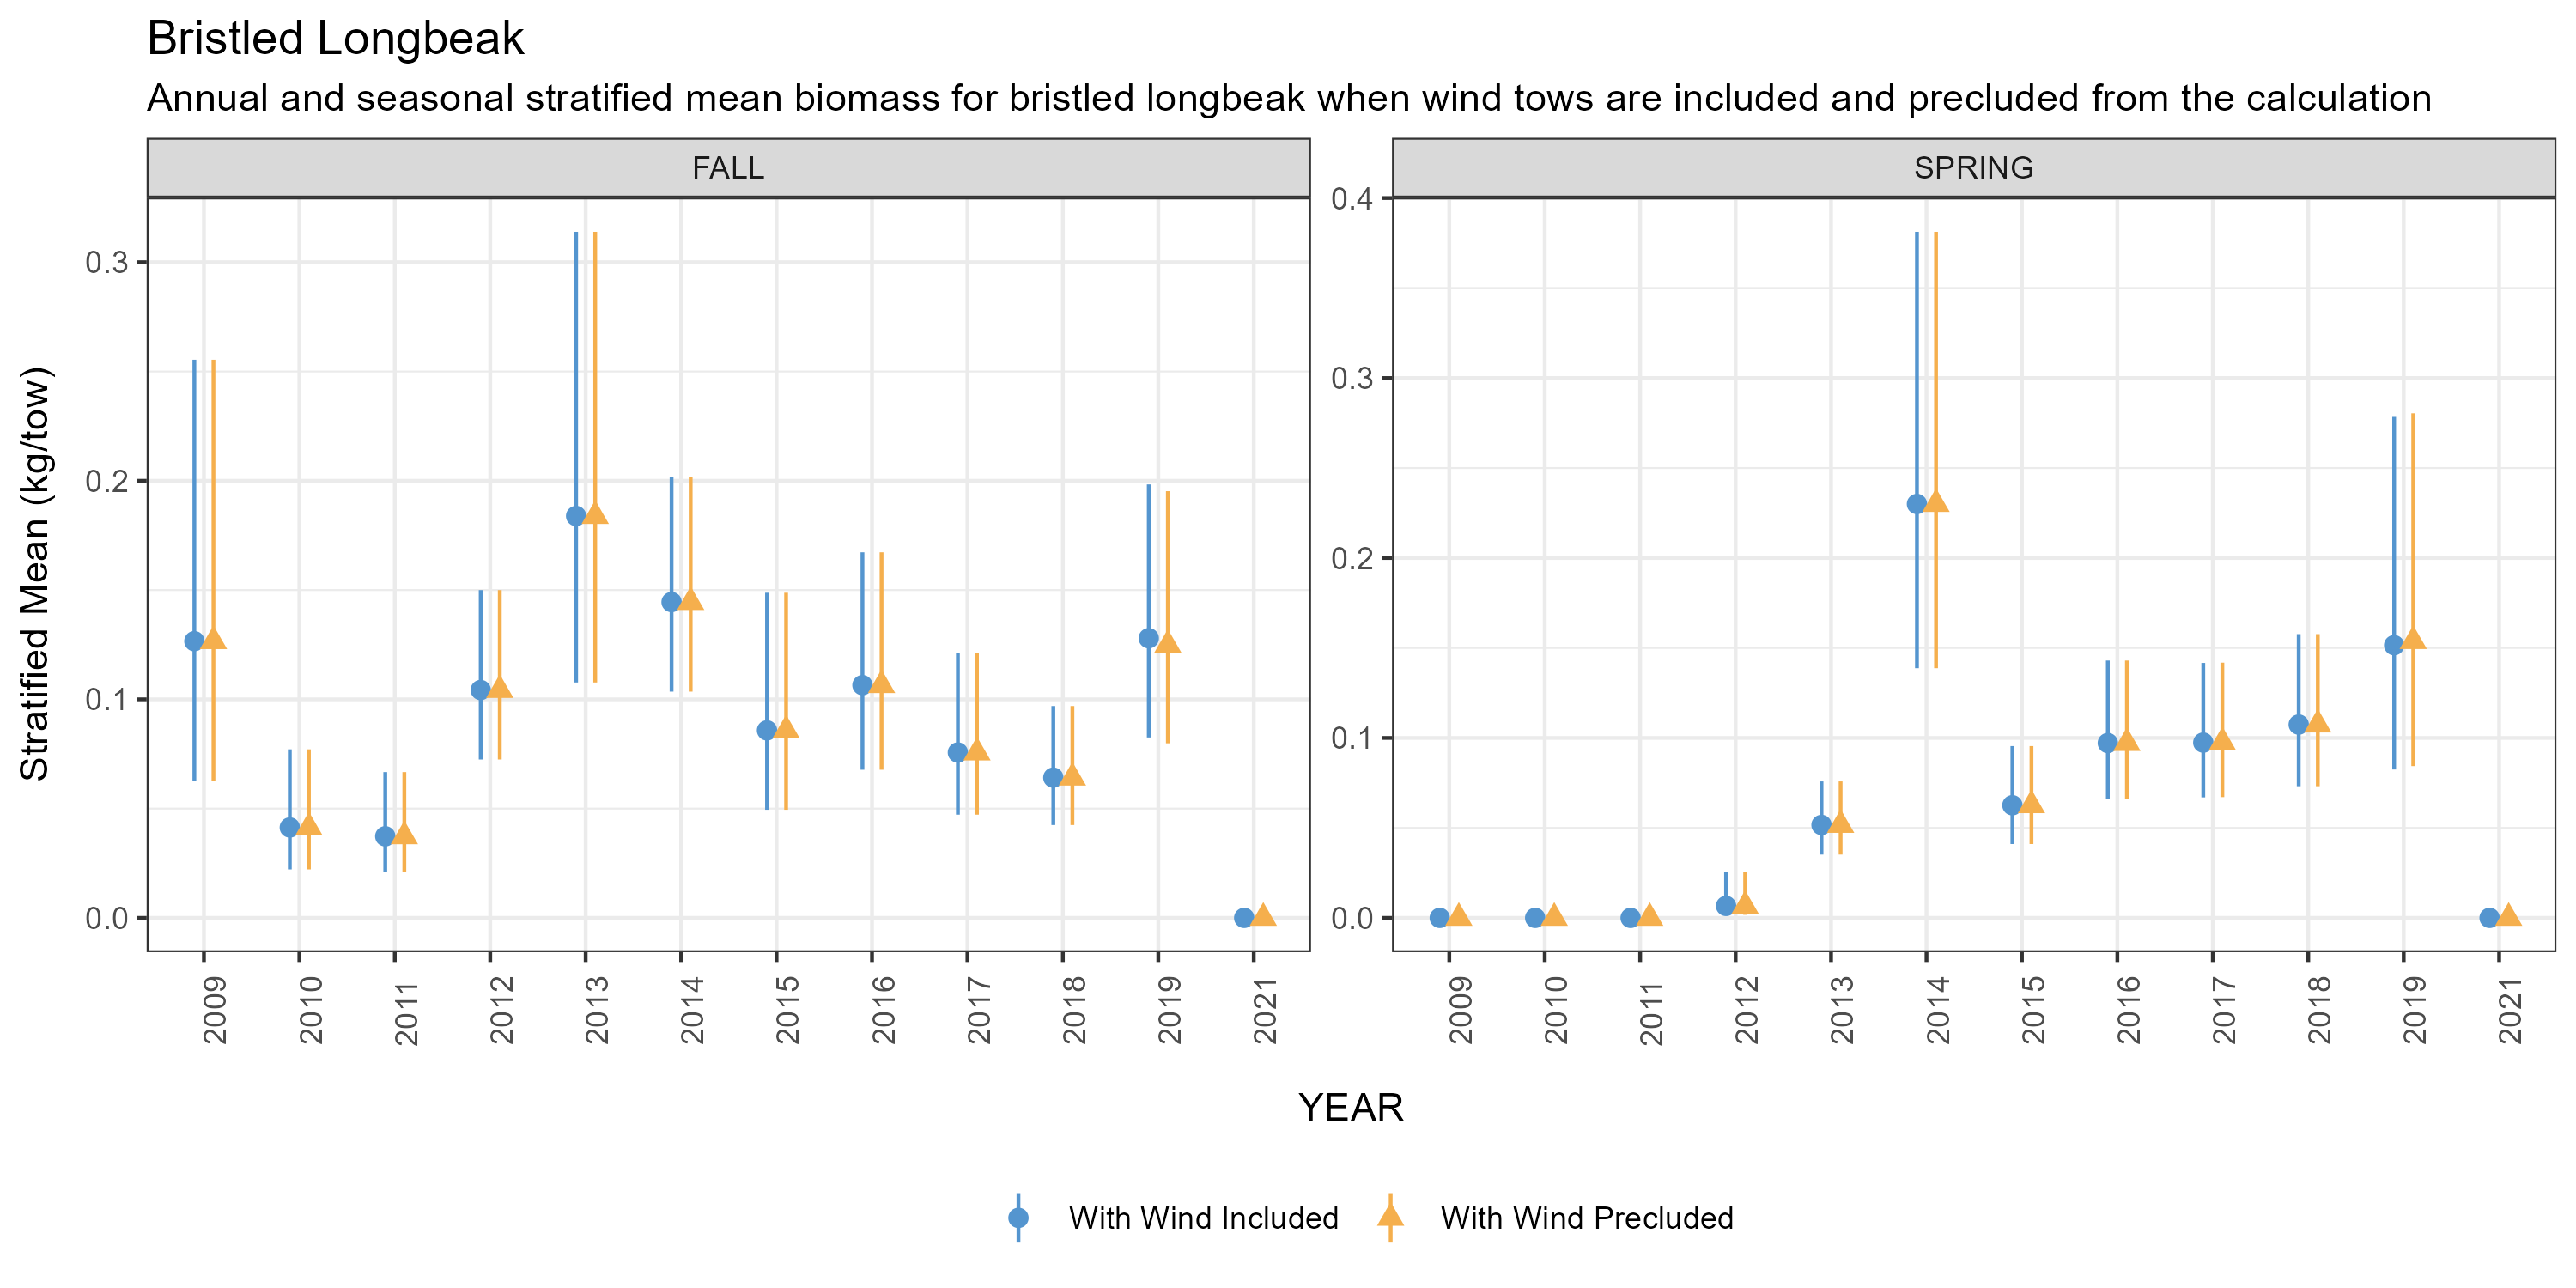 Bristled Longbeak
Annual and seasonal stratified mean biomass for bristled longbeak when wind tows are included and precluded from the calculation
FALL
SPRING
Stratified Mean (kg/tow)
0.3
0.2
0.1
0.0
0.4
0.3
0.2
0.1
0.0
2009 2010 2011 2012 2013 2014 2015 2016 2017 2018 2019 2021
2009 2010 2011 2012 2013 2014 2015 2016 2017 2018 2019 2021
YEAR
With Wind Included
With Wind Precluded